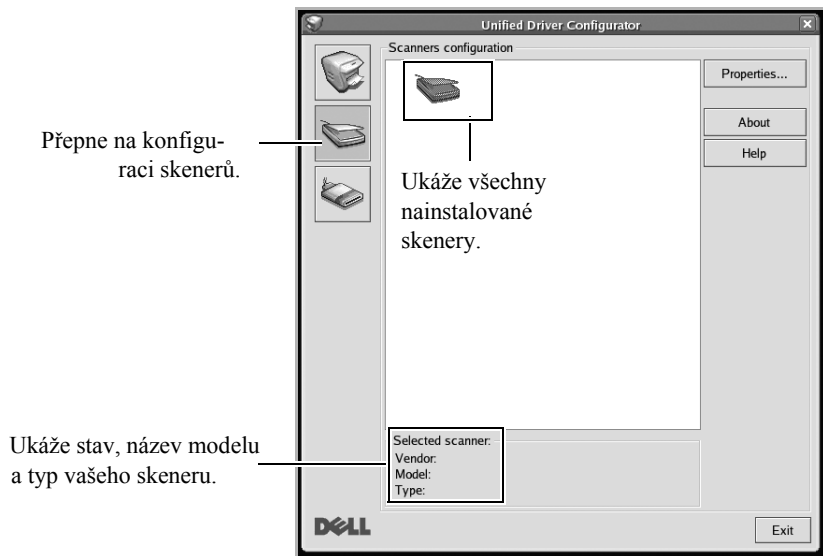 Unified Driver Configurator
Scanners configuration
Properties...
About
Help
Přepne na konfigu-
raci skenerů.
Ukáže všechny
nainstalované
skenery.
Ukáže stav, název modelu
a typ vašeho skeneru.
Selected scanner:
Vendor:
Model:
Type:
DELL
Exit